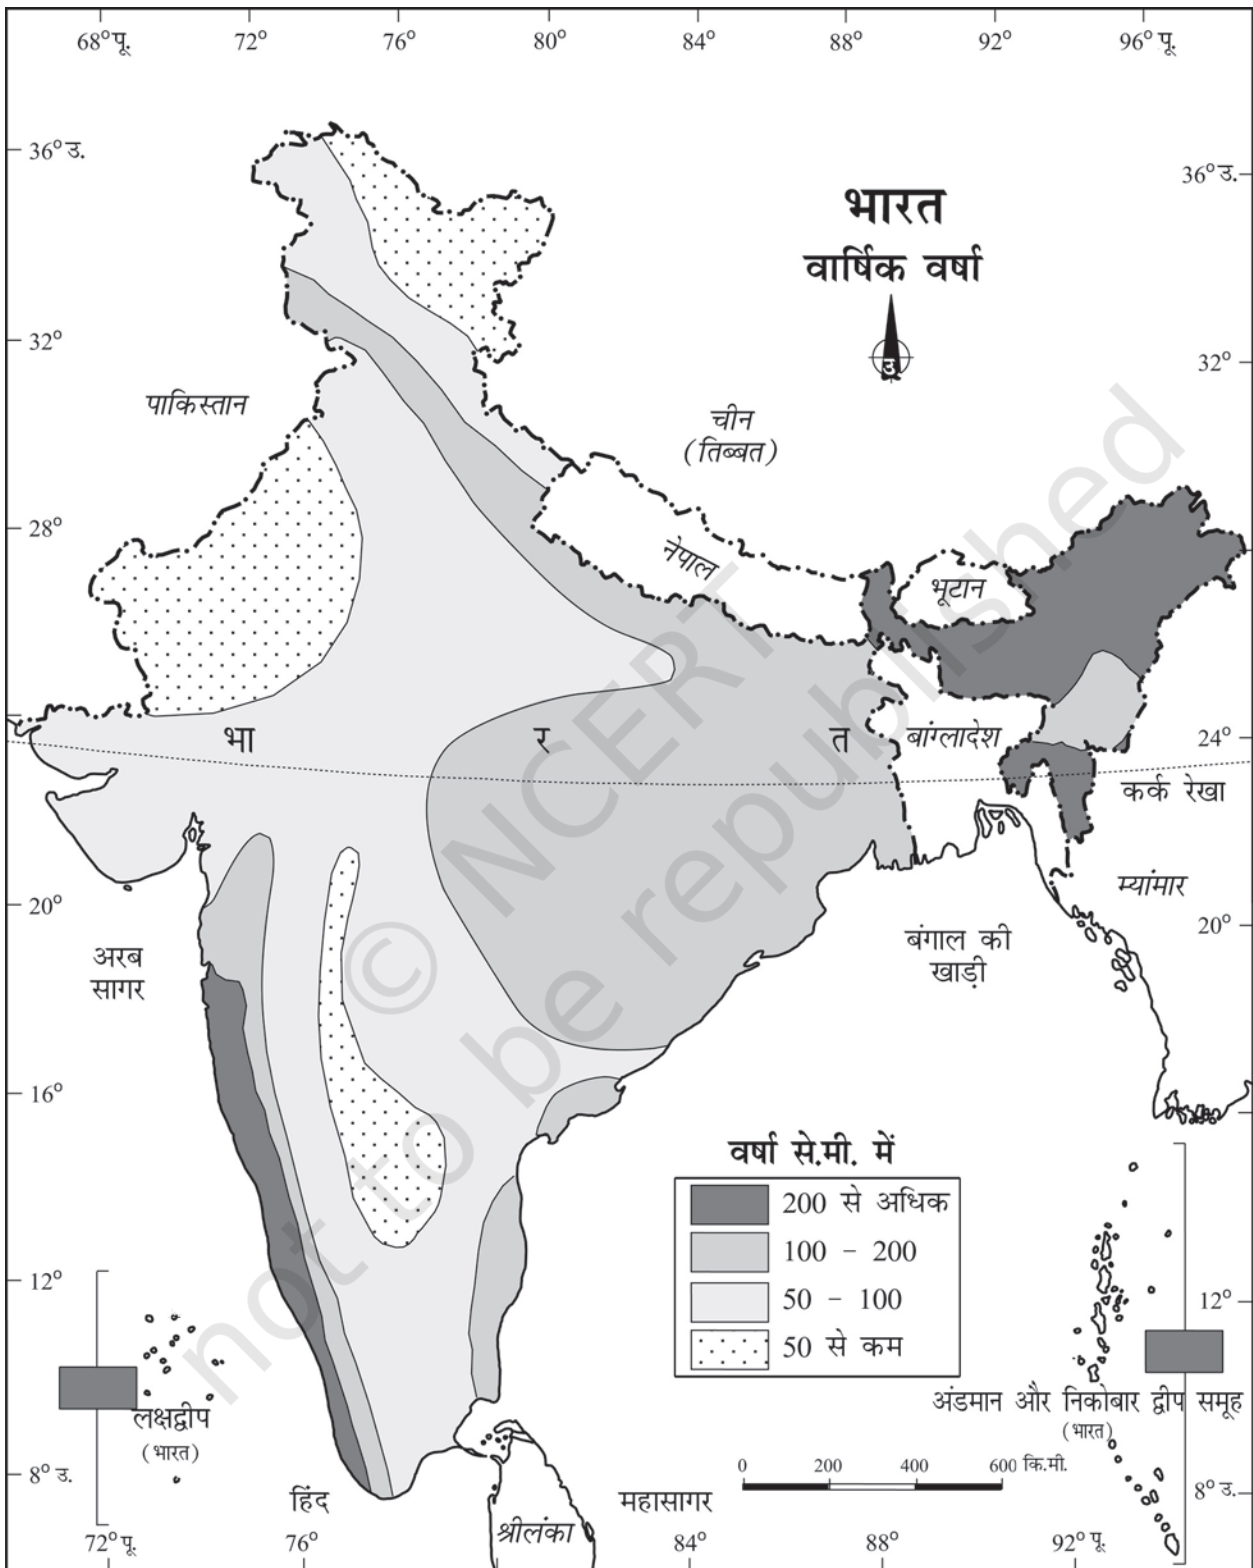 68° पू. 72° 76° 80° 84° 88° 92° 96° पू.
36° उ.
36° उ.
भारत
वार्षिक वर्षा
उ
32°
32°
पाकिस्तान
चीन
(तिब्बत)
28°
नेपाल
भूटान
भा र त
बांग्लादेश
24°
कर्क रेखा
म्यांमार
20°
20°
अरब
सागर
बंगाल की
खाड़ी
16°
© NCERT
not to be republished
वर्षा से.मी. में
200 से अधिक
100 – 200
50 – 100
50 से कम
12°
12°
लक्षद्वीप
(भारत)
अंडमान और निकोबार द्वीप समूह
(भारत)
0 200 400 600 कि.मी.
8° उ.
8° उ.
हिंद महासागर
श्रीलंका
72° पू. 76° 84° 88° 92° पू.